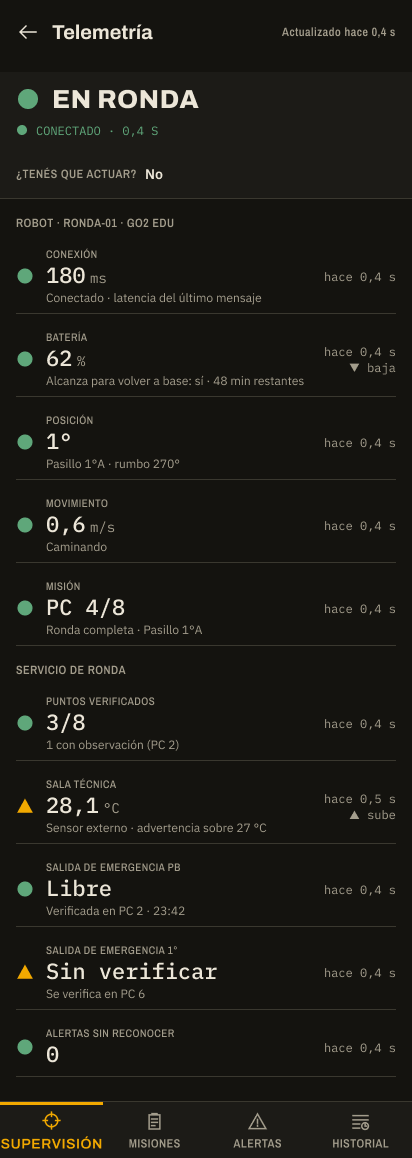 Telemetría
Actualizado hace 0,4 s
EN RONDA
CONECTADO · 0,4 S
¿TENÉS QUE ACTUAR? No
ROBOT · RONDA-01 · GO2 EDU
CONEXIÓN
180 ms
hace 0,4 s
Conectado · latencia del último mensaje
BATERÍA
62 %
hace 0,4 s
▼ baja
Alcanza para volver a base: sí · 48 min restantes
POSICIÓN
1°
hace 0,4 s
Pasillo 1°A · rumbo 270°
MOVIMIENTO
0,6 m/s
hace 0,4 s
Caminando
MISIÓN
PC 4/8
hace 0,4 s
Ronda completa · Pasillo 1°A
SERVICIO DE RONDA
PUNTOS VERIFICADOS
3/8
hace 0,4 s
1 con observación (PC 2)
SALA TÉCNICA
28,1 °C
hace 0,5 s
▲ sube
Sensor externo · advertencia sobre 27 °C
SALIDA DE EMERGENCIA PB
Libre
hace 0,4 s
Verificada en PC 2 · 23:42
SALIDA DE EMERGENCIA 1°
Sin verificar
hace 0,4 s
Se verifica en PC 6
ALERTAS SIN RECONOCER
0
hace 0,4 s
SUPERVISIÓN
MISIONES
ALERTAS
HISTORIAL